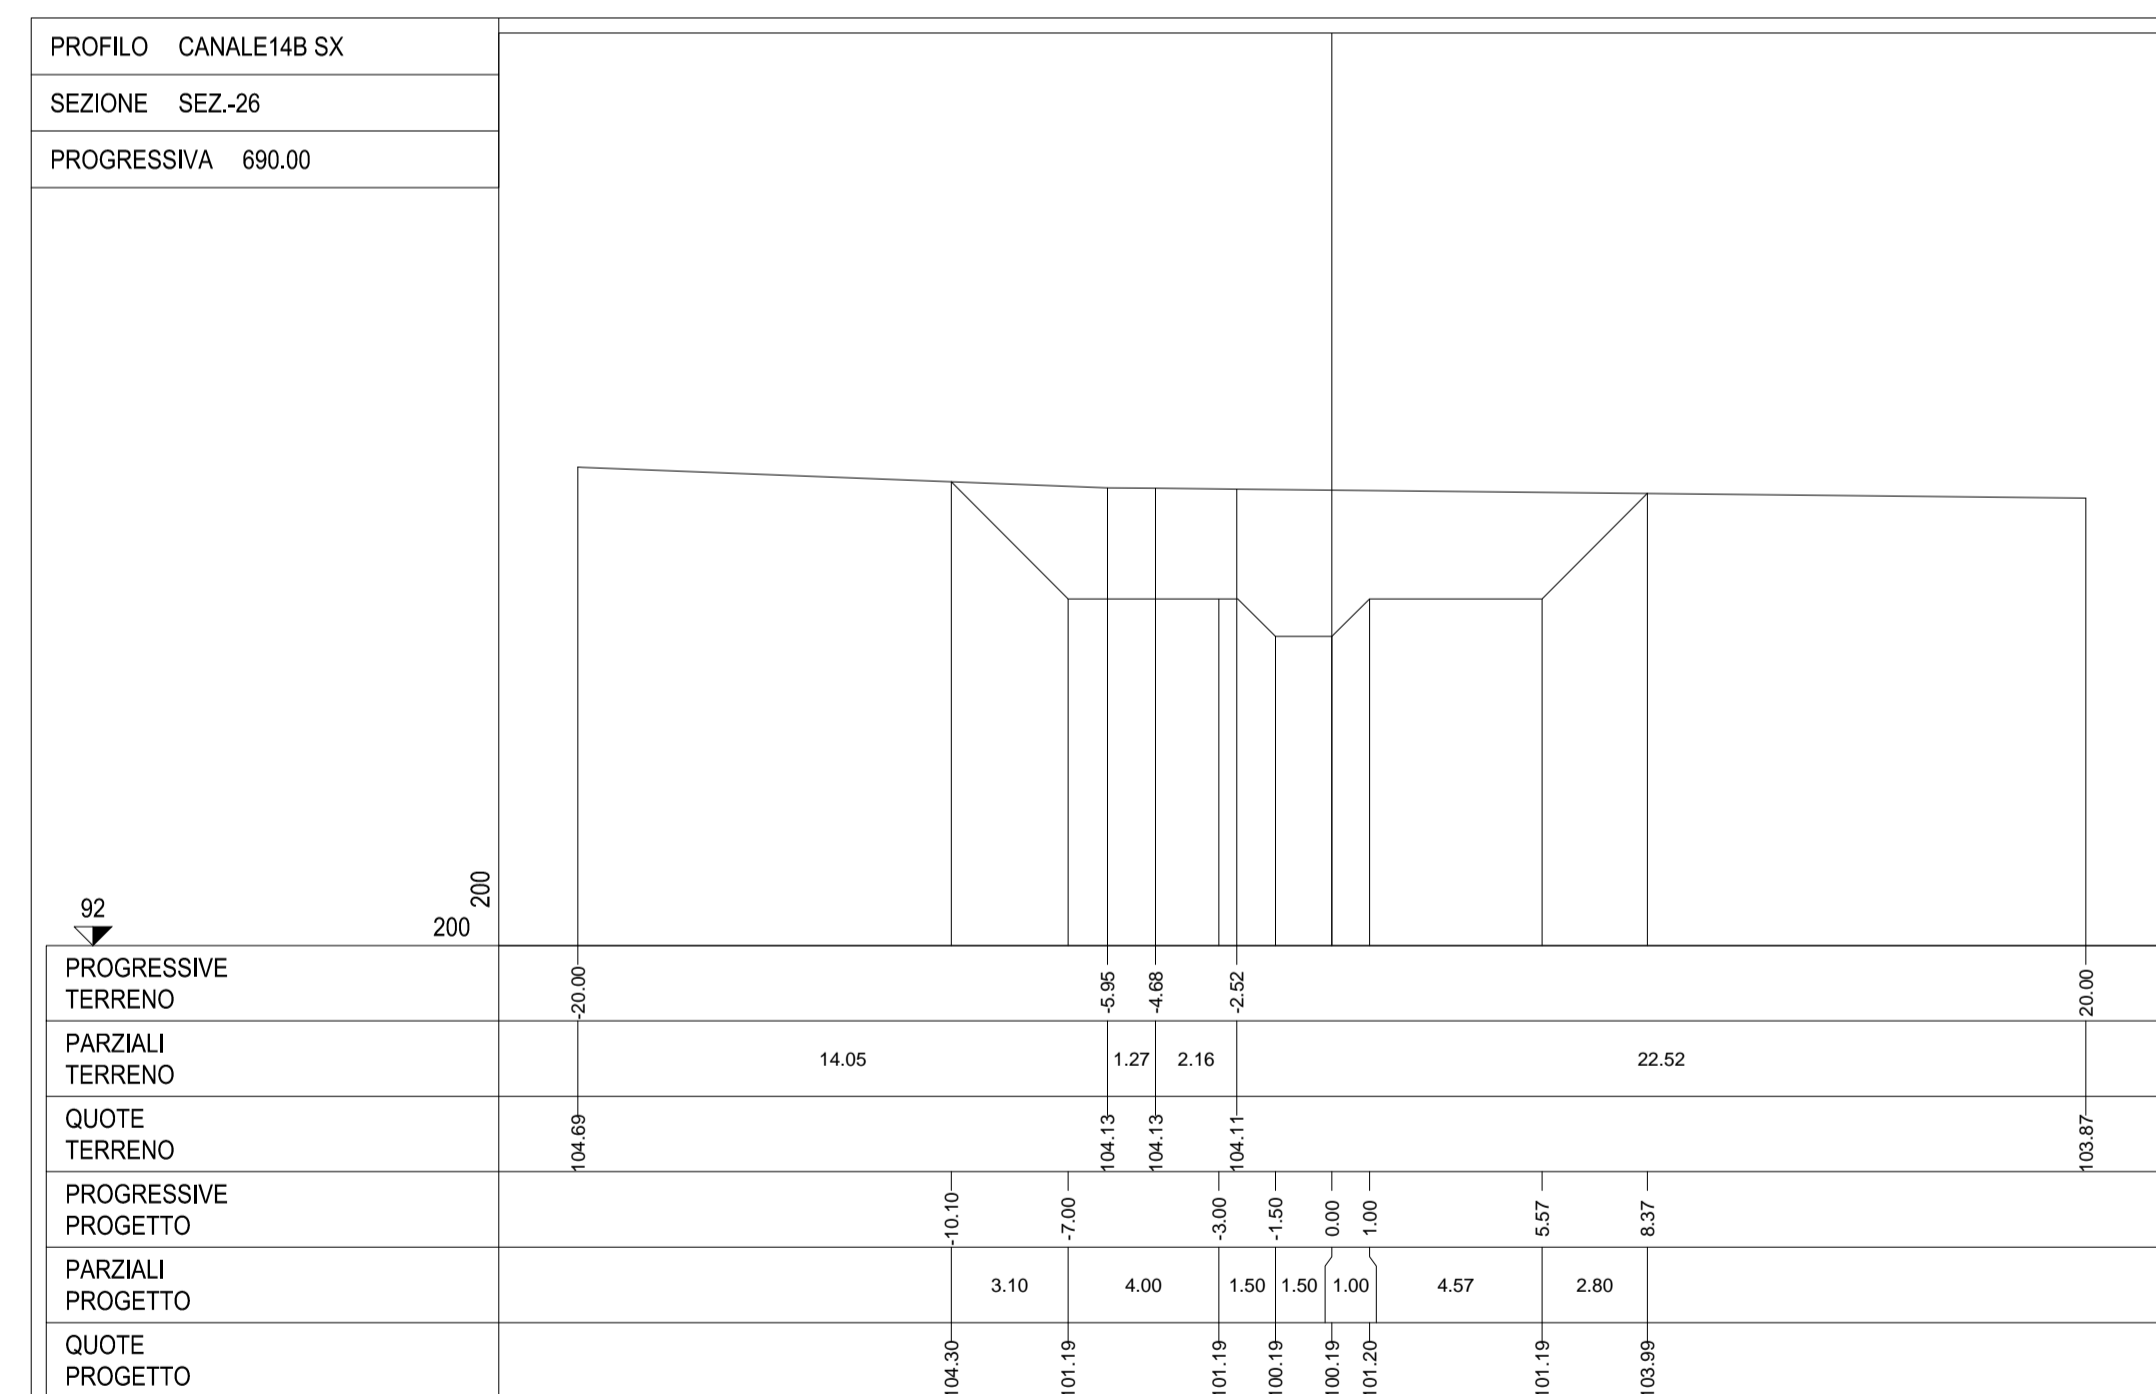 PROFILO CANALE14B SX
SEZIONE SEZ.-26
PROGRESSIVA 690.00
92
200
200
PROGRESSIVE
TERRENO
-20.00 -5.95 -4.68 -2.52 20.00
PARZIALI
TERRENO
14.05 1.27 2.16 22.52
QUOTE
TERRENO
104.69 104.13 104.13 104.11 103.87
PROGRESSIVE
PROGETTO
-10.10 -7.00 -3.00 -1.50 0.00 1.00 5.57 8.37
PARZIALI
PROGETTO
3.10 4.00 1.50 1.50 1.00 4.57 2.80
QUOTE
PROGETTO
104.30 101.19 101.19 100.19 100.19 101.20 101.19 103.99